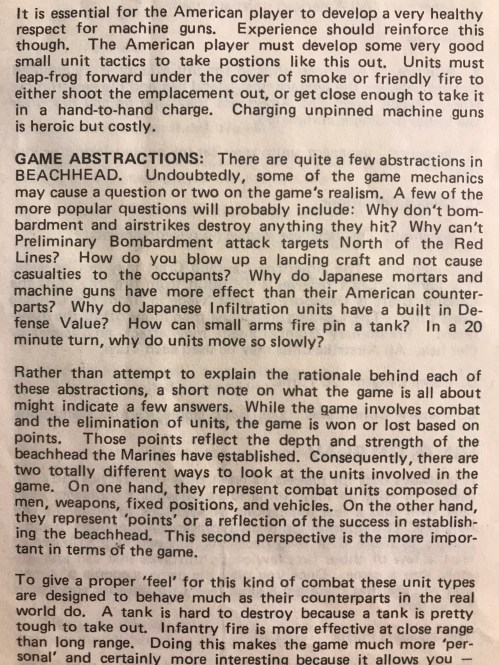 It is essential for the American player to develop a very healthy
respect for machine guns. Experience should reinforce this
though. The American player must develop some very good
small unit tactics to take postions like this out. Units must
leap-frog forward under the cover of smoke or friendly fire to
either shoot the emplacement out, or get close enough to take it
in a hand-to-hand charge. Charging unpinned machine guns
is heroic but costly.
GAME ABSTRACTIONS: There are quite a few abstractions in
BEACHHEAD. Undoubtedly, some of the game mechanics
may cause a question or two on the game's realism. A few of the
more popular questions will probably include: Why don't bom-
bardment and airstrikes destroy anything they hit? Why can't
Preliminary Bombardment attack targets North of the Red
Lines? How do you blow up a landing craft and not cause
casualties to the occupants? Why do Japanese mortars and
machine guns have more effect than their American counter-
parts? Why do Japanese Infiltration units have a built in De-
fense Value? How can small arms fire pin a tank? In a 20
minute turn, why do units move so slowly?
Rather than attempt to explain the rationale behind each of
these abstractions, a short note on what the game is all about
might indicate a few answers. While the game involves combat
and the elimination of units, the game is won or lost based on
points. Those points reflect the depth and strength of the
beachhead the Marines have established. Consequently, there are
two totally different ways to look at the units involved in the
game. On one hand, they represent combat units composed of
men, weapons, fixed positions, and vehicles. On the other hand,
they represent 'points' or a reflection of the success in establish-
ing the beachhead. This second perspective is the more impor-
tant in terms of the game.
To give a proper 'feel' for this kind of combat these unit types
are designed to behave much as their counterparts in the real
world do. A tank is hard to destroy because a tank is pretty
tough to take out. Infantry fire is more effective at close range
than long range. Doing this makes the game much more 'per-
sonal' and certainly more interesting because it allows you —